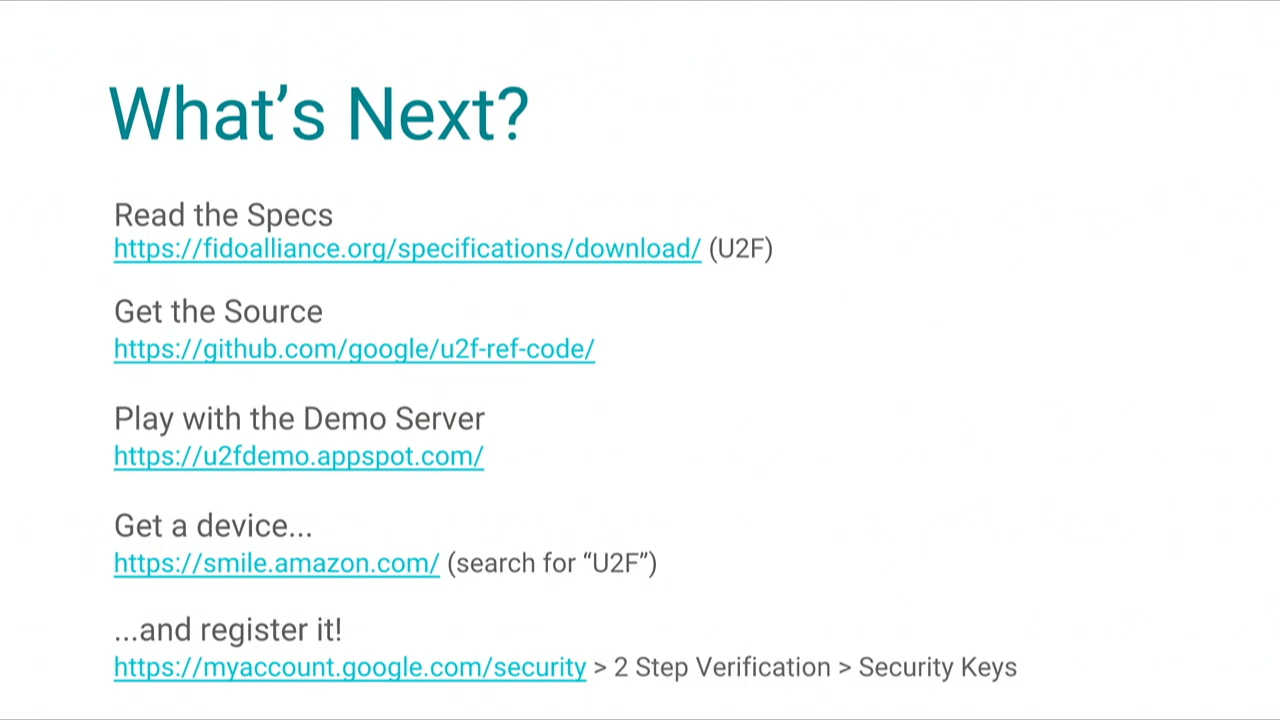 What’s Next?
Read the Specs
https://fidoalliance.org/specifications/download/ (U2F)
Get the Source
https://github.com/google/u2f-ref-code/
Play with the Demo Server
https://u2fdemo.appspot.com/
Get a device...
https://smile.amazon.com/ (search for “U2F”)
...and register it!
https://myaccount.google.com/security > 2 Step Verification > Security Keys